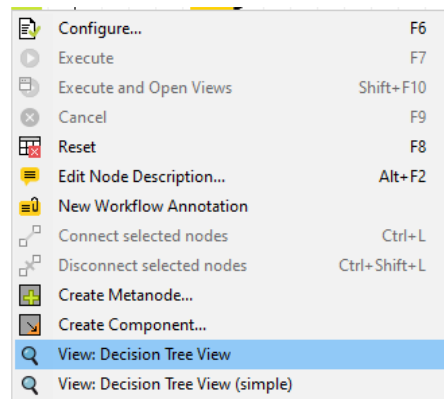 Configure... F6
Execute F7
Execute and Open Views Shift+F10
Cancel F9
Reset F8
Edit Node Description... Alt+F2
New Workflow Annotation
Connect selected nodes Ctrl+L
Disconnect selected nodes Ctrl+Shift+L
Create Metanode...
Create Component...
View: Decision Tree View
View: Decision Tree View (simple)